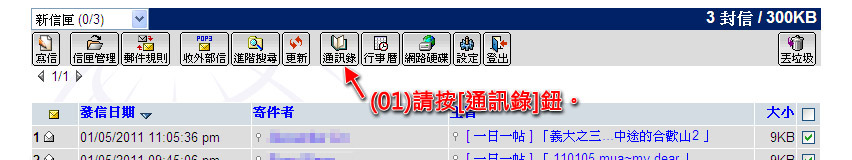 新信匣 (0/3) 3 封信 / 300KB
寫信 信匣管理 郵件規則 POP3 收外部信 進階搜尋 更新 通訊錄 行事曆 網路硬碟 設定 登出 丟垃圾
1/1
(01)請按[通訊錄]鈕。
發信日期 寄件者 大小
1 01/05/2011 11:05:36 pm [一日一帖]「義大之三...中途的合歡山2」 9KB
2 01/05/2011 09:45:06 pm [一日一帖]「110105 mua~my dear 」 9KB